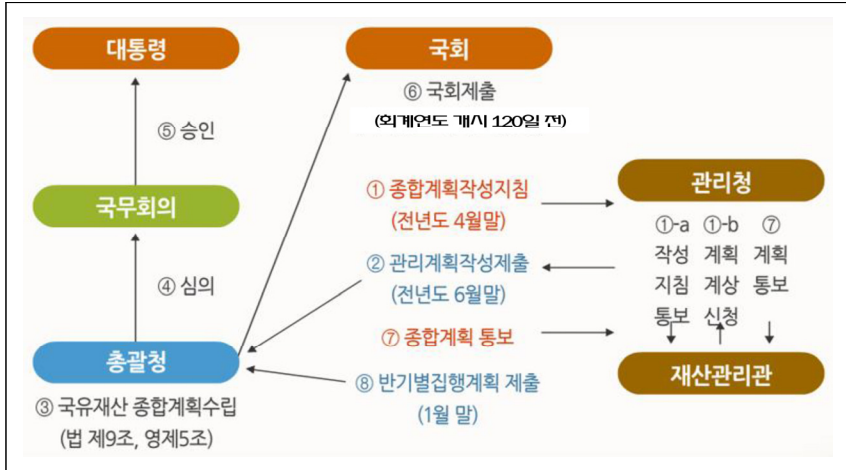 대통령
국회
⑥ 국회제출
(회계연도 개시 120일 전)
⑤ 승인
국무회의
④ 심의
총괄청
③ 국유재산 종합계획수립
(법 제9조, 영제5조)
① 종합계획작성지침
(전년도 4월말)
② 관리계획작성제출
(전년도 6월말)
⑦ 종합계획 통보
⑧ 반기별집행계획 제출
(1월 말)
관리청
①-a ①-b ⑦
작성 계획 계획
지침 계상 통보
통보 신청
재산관리관